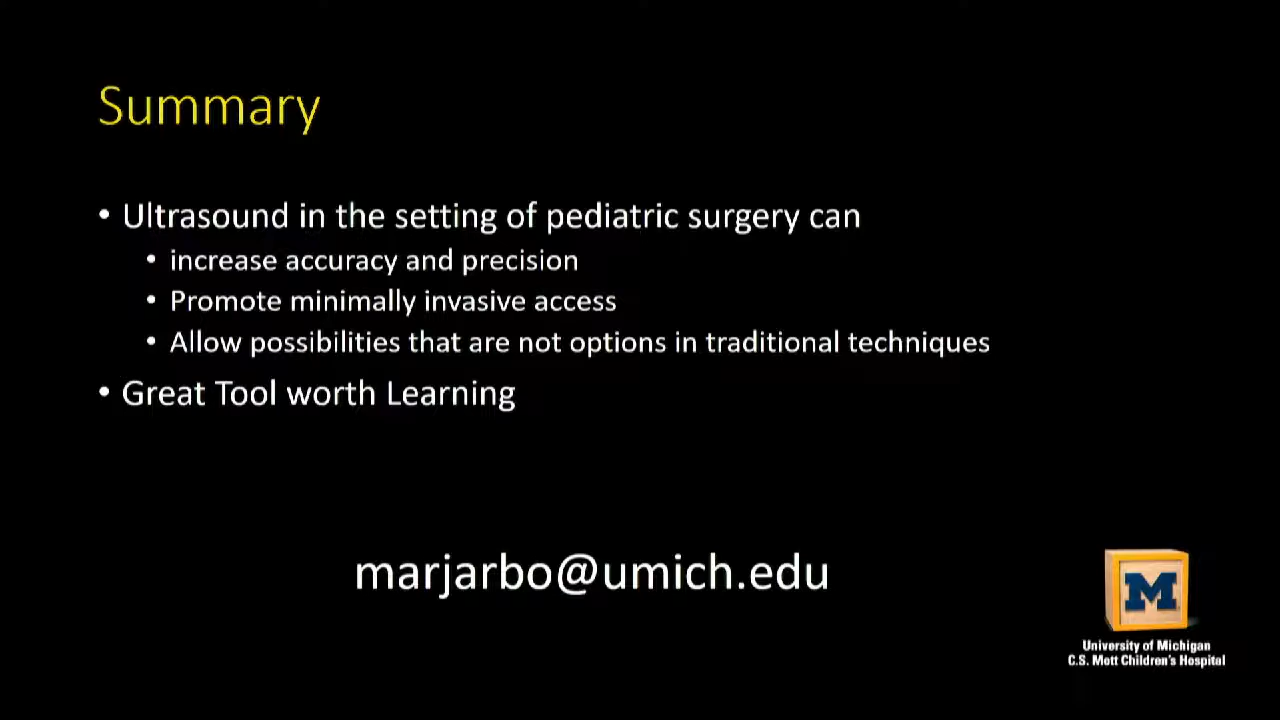 Summary
• Ultrasound in the setting of pediatric surgery can
• increase accuracy and precision
• Promote minimally invasive access
• Allow possibilities that are not options in traditional techniques
• Great Tool worth Learning
marjarbo@umich.edu
M
University of Michigan
C.S. Mott Children's Hospital